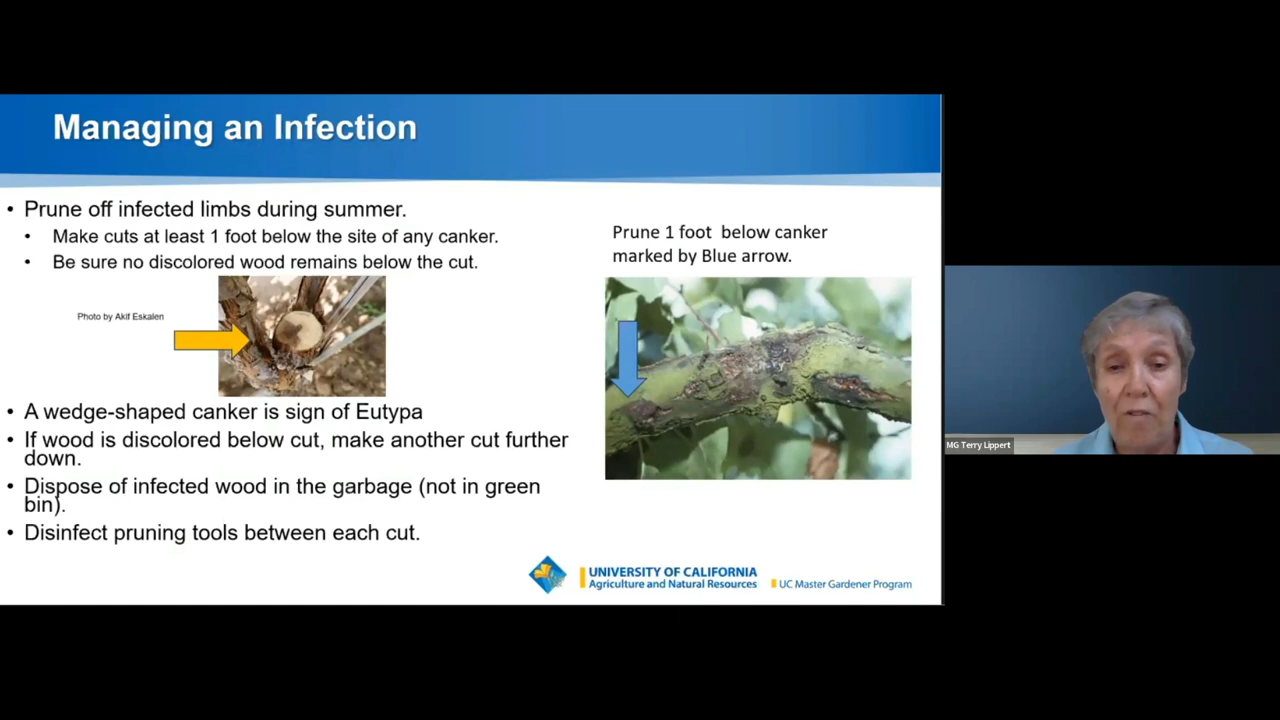 Managing an Infection
• Prune off infected limbs during summer.
• Make cuts at least 1 foot below the site of any canker.
• Be sure no discolored wood remains below the cut.
Photo by Akif Eskalen
• A wedge-shaped canker is sign of Eutypa
• If wood is discolored below cut, make another cut further
down.
• Dispose of infected wood in the garbage (not in green
bin).
• Disinfect pruning tools between each cut.
Prune 1 foot below canker
marked by Blue arrow.
UNIVERSITY OF CALIFORNIA
Agriculture and Natural Resources
UC Master Gardener Program
MG Terry Lippert